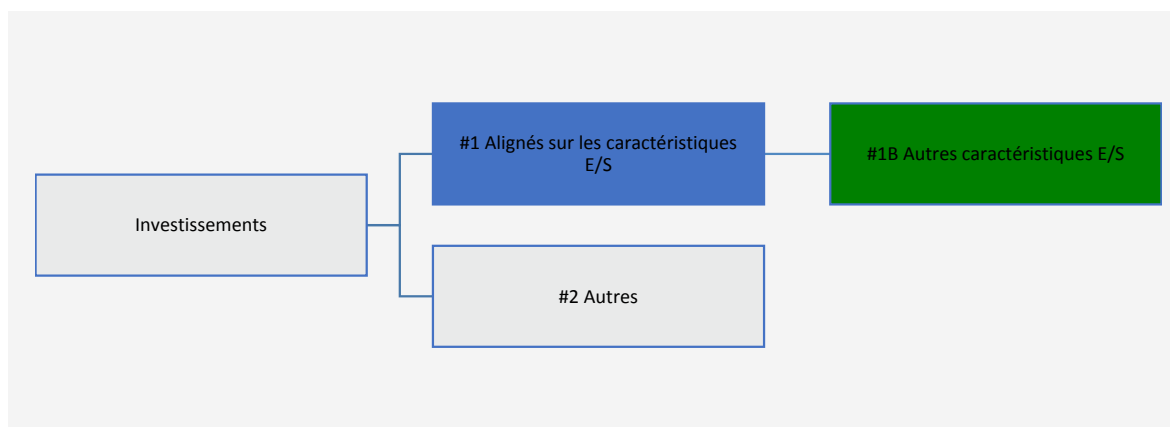 #1 Alignés sur les caractéristiques
E/S
#1B Autres caractéristiques E/S
Investissements
#2 Autres